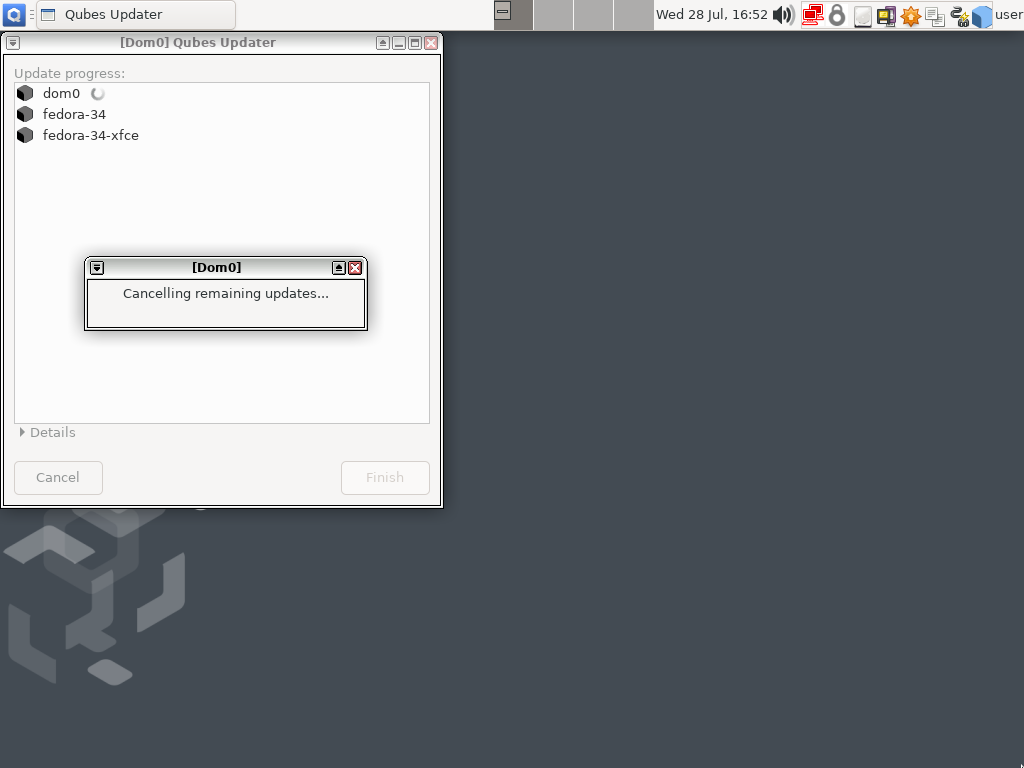 Qubes Updater
Wed 28 Jul, 16:52
user
[Dom0] Qubes Updater
Update progress:
dom0
fedora-34
fedora-34-xfce
[Dom0]
Cancelling remaining updates...
Details
Cancel
Finish